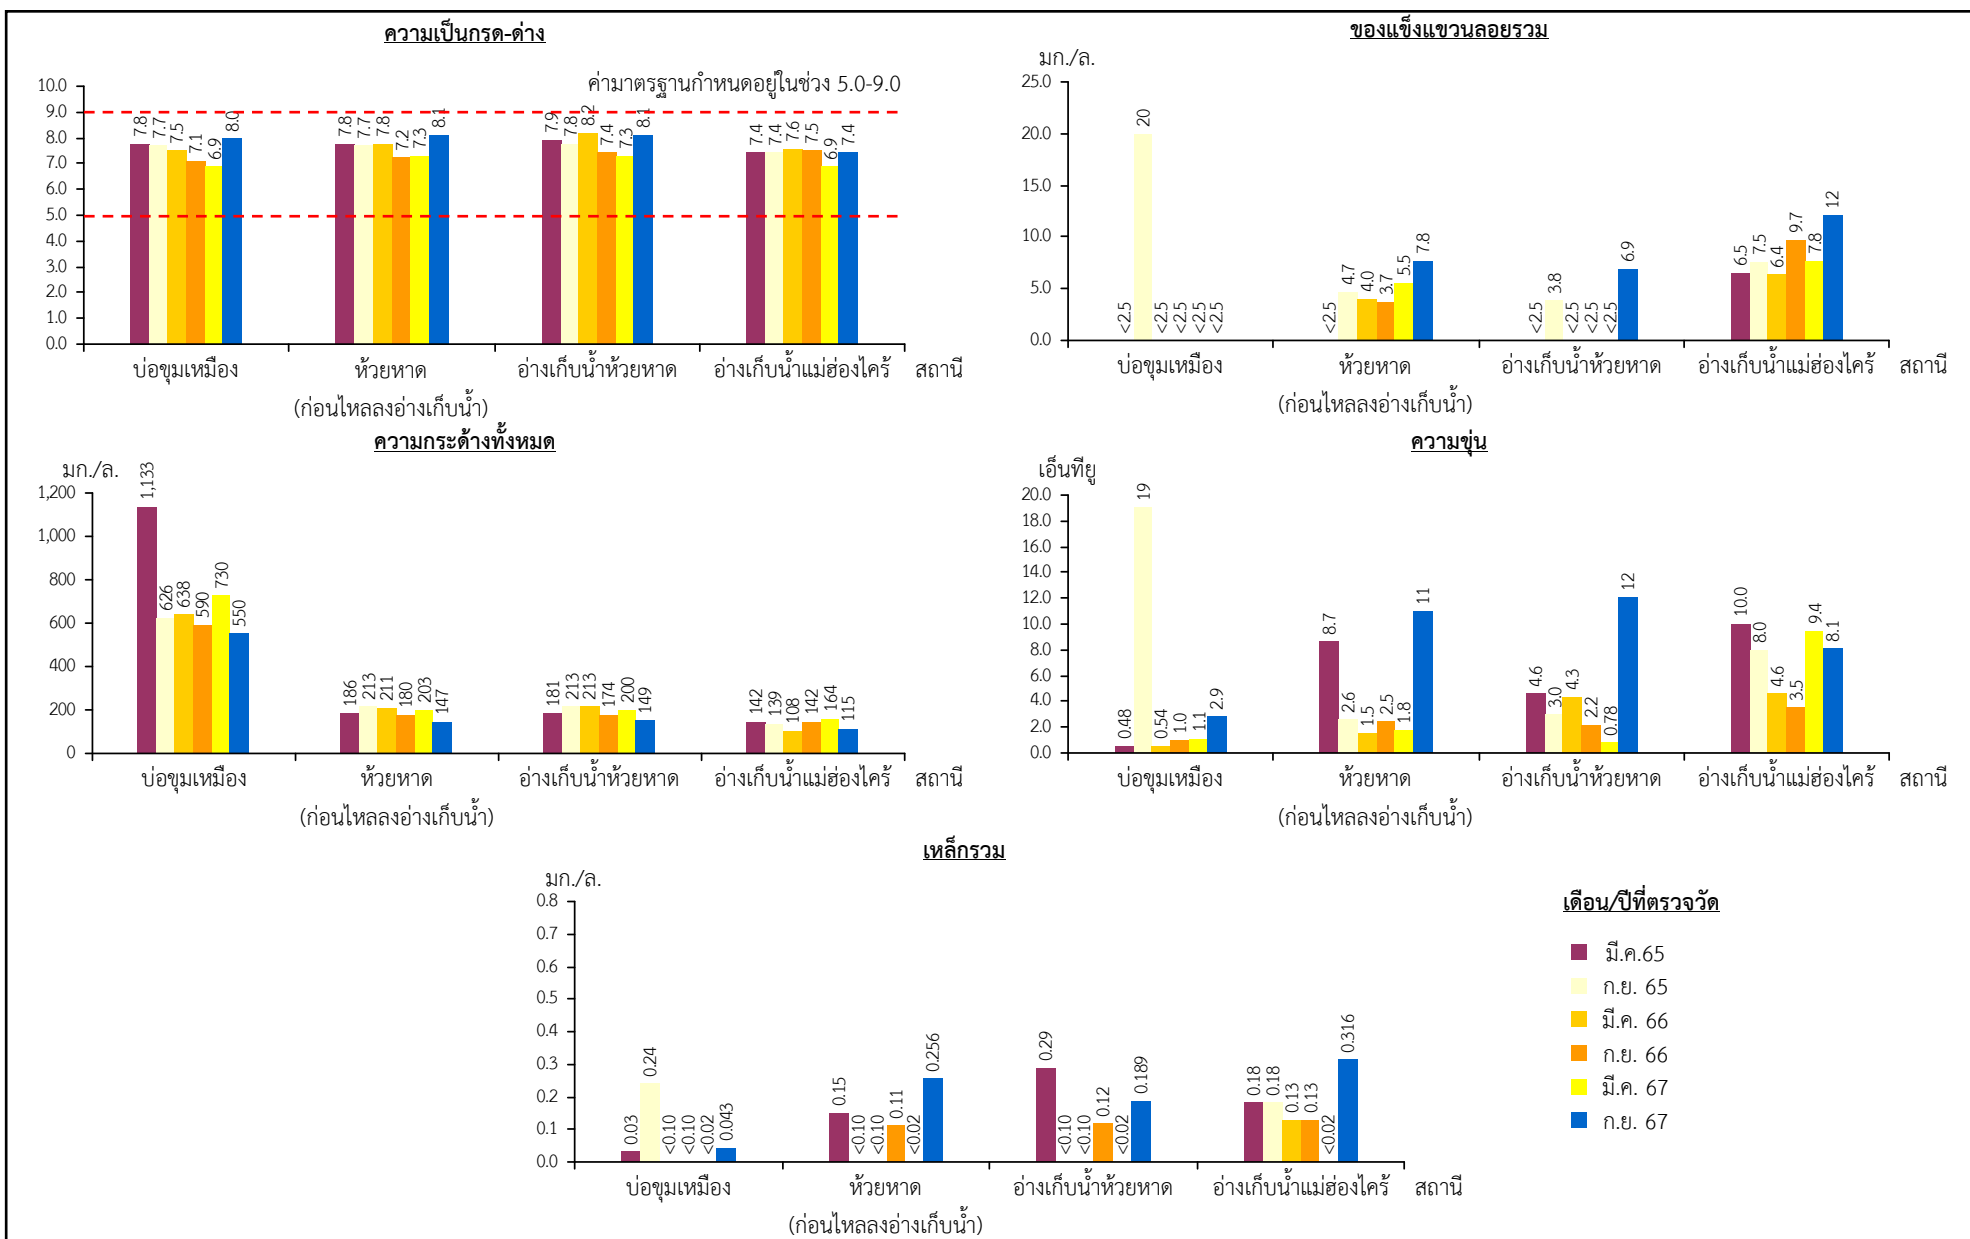 ความเป็นกรด-ด่าง
ค่ามาตรฐานกำหนดอยู่ในช่วง 5.0-9.0
10.0
9.0
8.0
7.0
6.0
5.0
4.0
3.0
2.0
1.0
0.0
7.8 7.7 7.5 7.1 6.9 8.0
7.8 7.7 7.8 7.2 7.3 8.1
7.9 7.8 8.2 7.4 7.3 8.1
7.4 7.4 7.6 7.5 6.9 7.4
บ่อขุมเหมือง ห้วยหาด อ่างเก็บน้ำห้วยหาด อ่างเก็บน้ำแม่ฮ่องไคร้ สถานี
(ก่อนไหลลงอ่างเก็บน้ำ)
ของแข็งแขวนลอยรวม
มก./ล.
25.0
20.0
15.0
10.0
5.0
0.0
<2.5 20 <2.5 <2.5 <2.5 <2.5
<2.5 4.7 4.0 3.7 5.5 7.8
<2.5 3.8 <2.5 <2.5 <2.5 6.9
6.5 7.5 6.4 9.7 7.8 12
บ่อขุมเหมือง ห้วยหาด อ่างเก็บน้ำห้วยหาด อ่างเก็บน้ำแม่ฮ่องไคร้ สถานี
(ก่อนไหลลงอ่างเก็บน้ำ)
ความกระด้างทั้งหมด
มก./ล.
1,200
1,000
800
600
400
200
0
1,133 626 638 590 730 550
186 213 211 180 203 147
181 213 213 174 200 149
142 139 108 142 164 115
บ่อขุมเหมือง ห้วยหาด อ่างเก็บน้ำห้วยหาด อ่างเก็บน้ำแม่ฮ่องไคร้ สถานี
(ก่อนไหลลงอ่างเก็บน้ำ)
ความขุ่น
เอ็นทียู
20.0
18.0
16.0
14.0
12.0
10.0
8.0
6.0
4.0
2.0
0.0
0.48 19 0.54 1.0 1.1 2.9
8.7 2.6 1.5 2.5 1.8 11
4.6 3.0 4.3 2.2 0.78 12
10.0 8.0 4.6 3.5 9.4 8.1
บ่อขุมเหมือง ห้วยหาด อ่างเก็บน้ำห้วยหาด อ่างเก็บน้ำแม่ฮ่องไคร้ สถานี
(ก่อนไหลลงอ่างเก็บน้ำ)
เหล็กรวม
มก./ล.
0.8
0.7
0.6
0.5
0.4
0.3
0.2
0.1
0.0
0.03 0.24 <0.10 <0.10 <0.02 0.043
0.15 <0.10 <0.10 0.11 <0.02 0.256
0.29 <0.10 <0.10 0.12 <0.02 0.189
0.18 0.18 0.13 0.13 <0.02 0.316
บ่อขุมเหมือง ห้วยหาด อ่างเก็บน้ำห้วยหาด อ่างเก็บน้ำแม่ฮ่องไคร้ สถานี
(ก่อนไหลลงอ่างเก็บน้ำ)
เดือน/ปีที่ตรวจวัด
มี.ค.65
ก.ย. 65
มี.ค. 66
ก.ย. 66
มี.ค. 67
ก.ย. 67